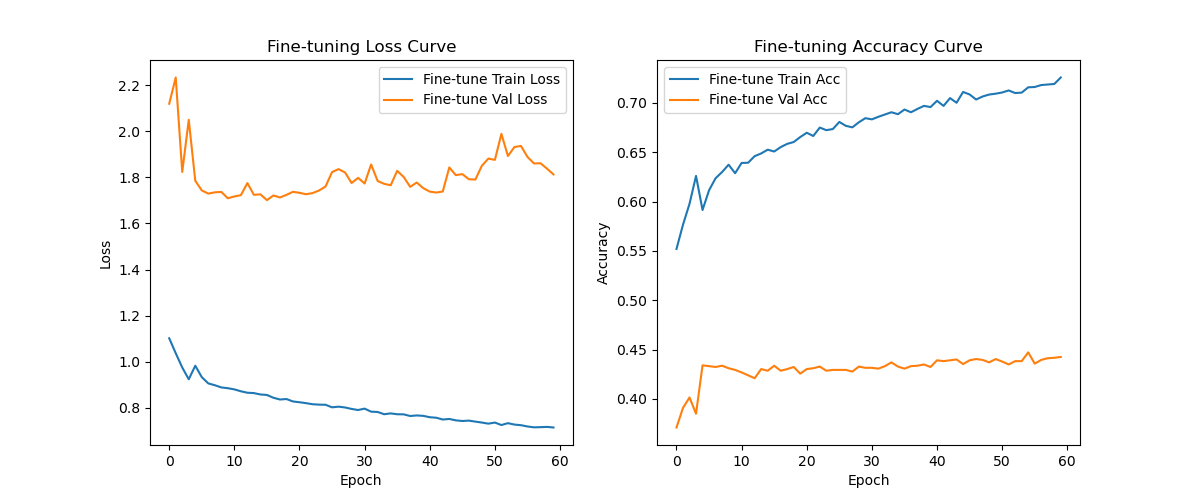 Fine-tuning Loss Curve
Fine-tune Train Loss
Fine-tune Val Loss
2.2
2.0
1.8
1.6
1.4
1.2
1.0
0.8
Loss
0 10 20 30 40 50 60
Epoch
Fine-tuning Accuracy Curve
Fine-tune Train Acc
Fine-tune Val Acc
0.70
0.65
0.60
0.55
0.50
0.45
0.40
Accuracy
0 10 20 30 40 50 60
Epoch